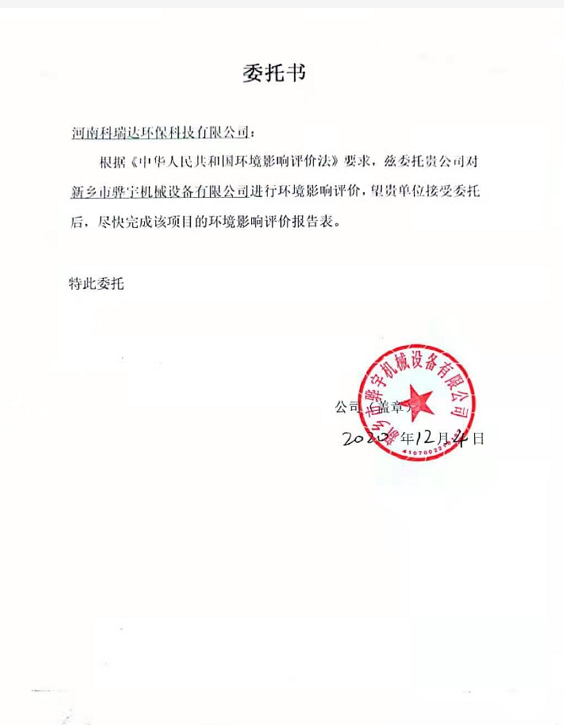 委托书
河南科瑞达环保科技有限公司：
根据《中华人民共和国环境影响评价法》要求，兹委托贵公司对
新乡市骅宇机械设备有限公司进行环境影响评价，望贵单位接受委托
后，尽快完成该项目的环境影响评价报告表。
特此委托
新乡市骅宇机械设备有限公司
公司（盖章）
2020年12月4日